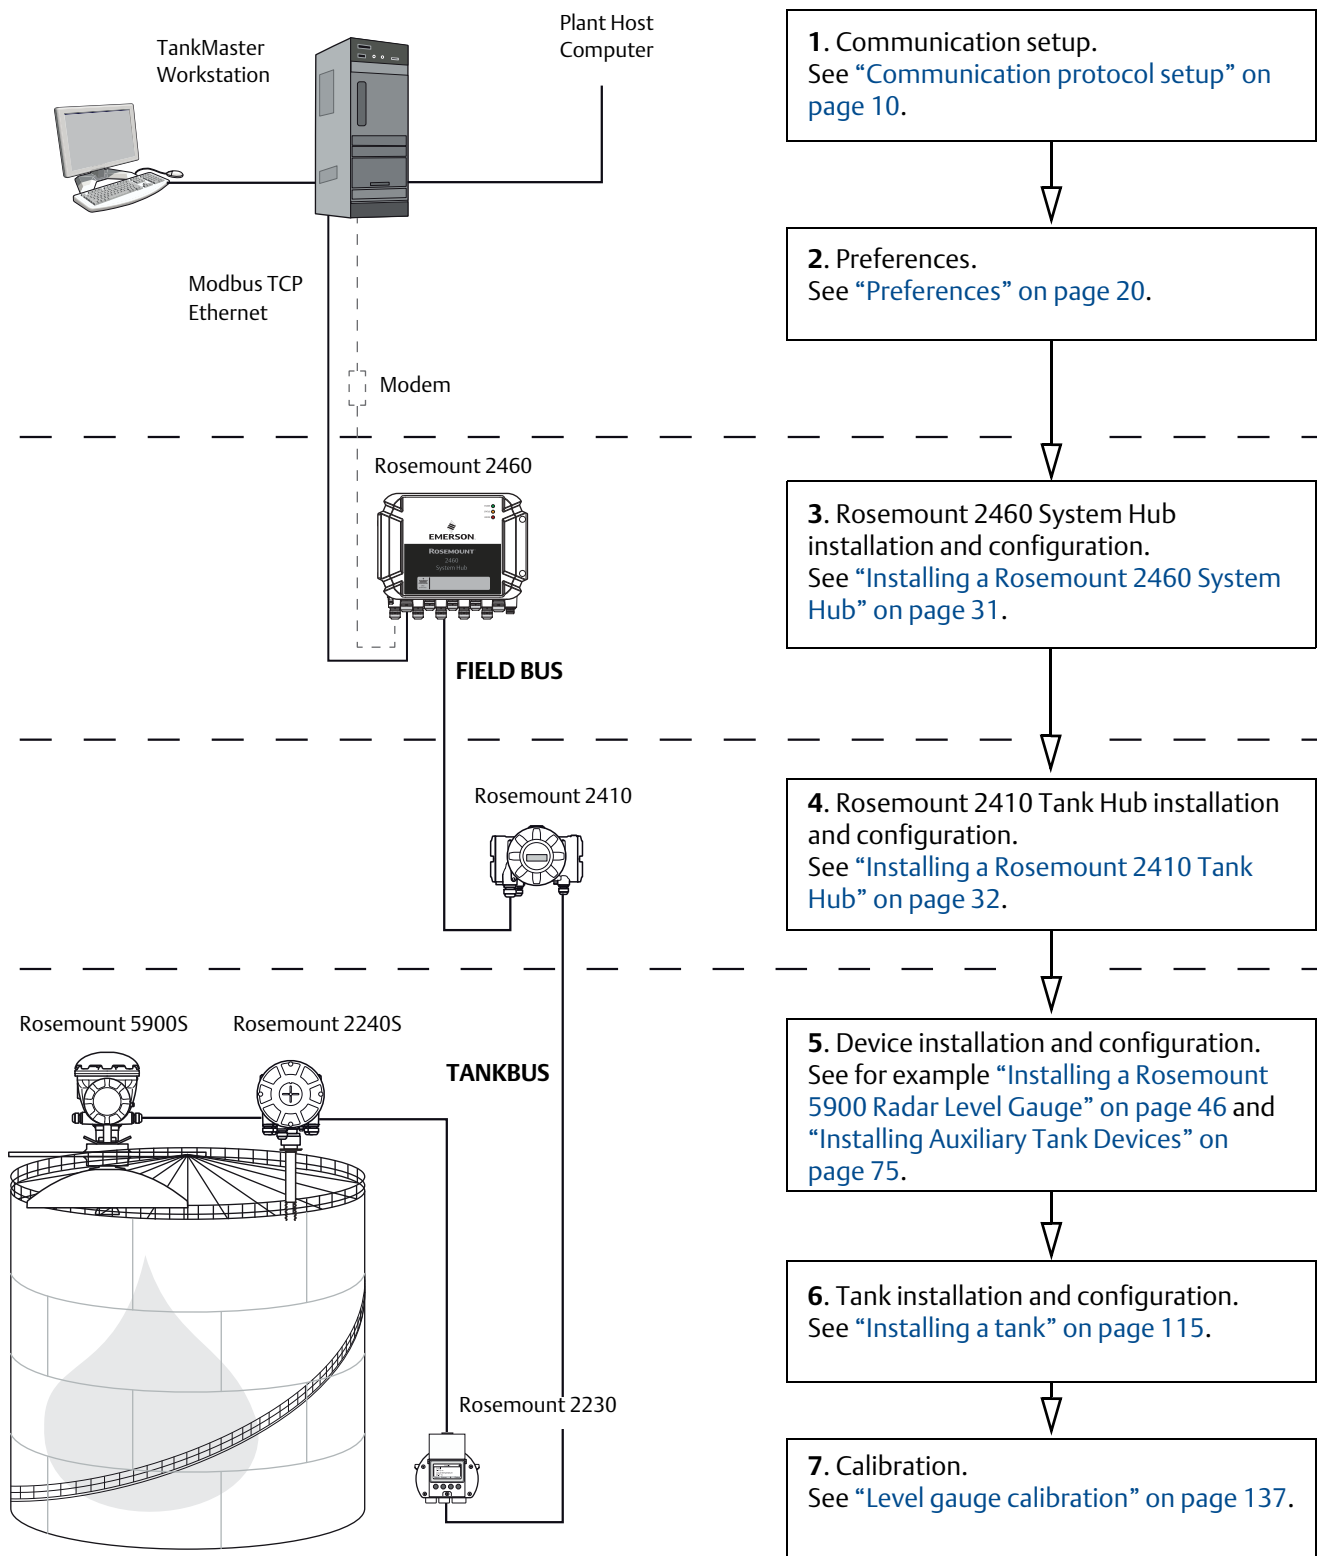 TankMaster
Workstation
Plant Host
Computer
Modbus TCP
Ethernet
Modem
Rosemount 2460
EMERSON
ROSEMOUNT
2460
System Hub
FIELD BUS
Rosemount 2410
Rosemount 5900S
Rosemount 2240S
TANKBUS
Rosemount 2230
1. Communication setup.
See “Communication protocol setup” on
page 10.
2. Preferences.
See “Preferences” on page 20.
3. Rosemount 2460 System Hub
installation and configuration.
See “Installing a Rosemount 2460 System
Hub” on page 31.
4. Rosemount 2410 Tank Hub installation
and configuration.
See “Installing a Rosemount 2410 Tank
Hub” on page 32.
5. Device installation and configuration.
See for example “Installing a Rosemount
5900 Radar Level Gauge” on page 46 and
“Installing Auxiliary Tank Devices” on
page 75.
6. Tank installation and configuration.
See “Installing a tank” on page 115.
7. Calibration.
See “Level gauge calibration” on page 137.